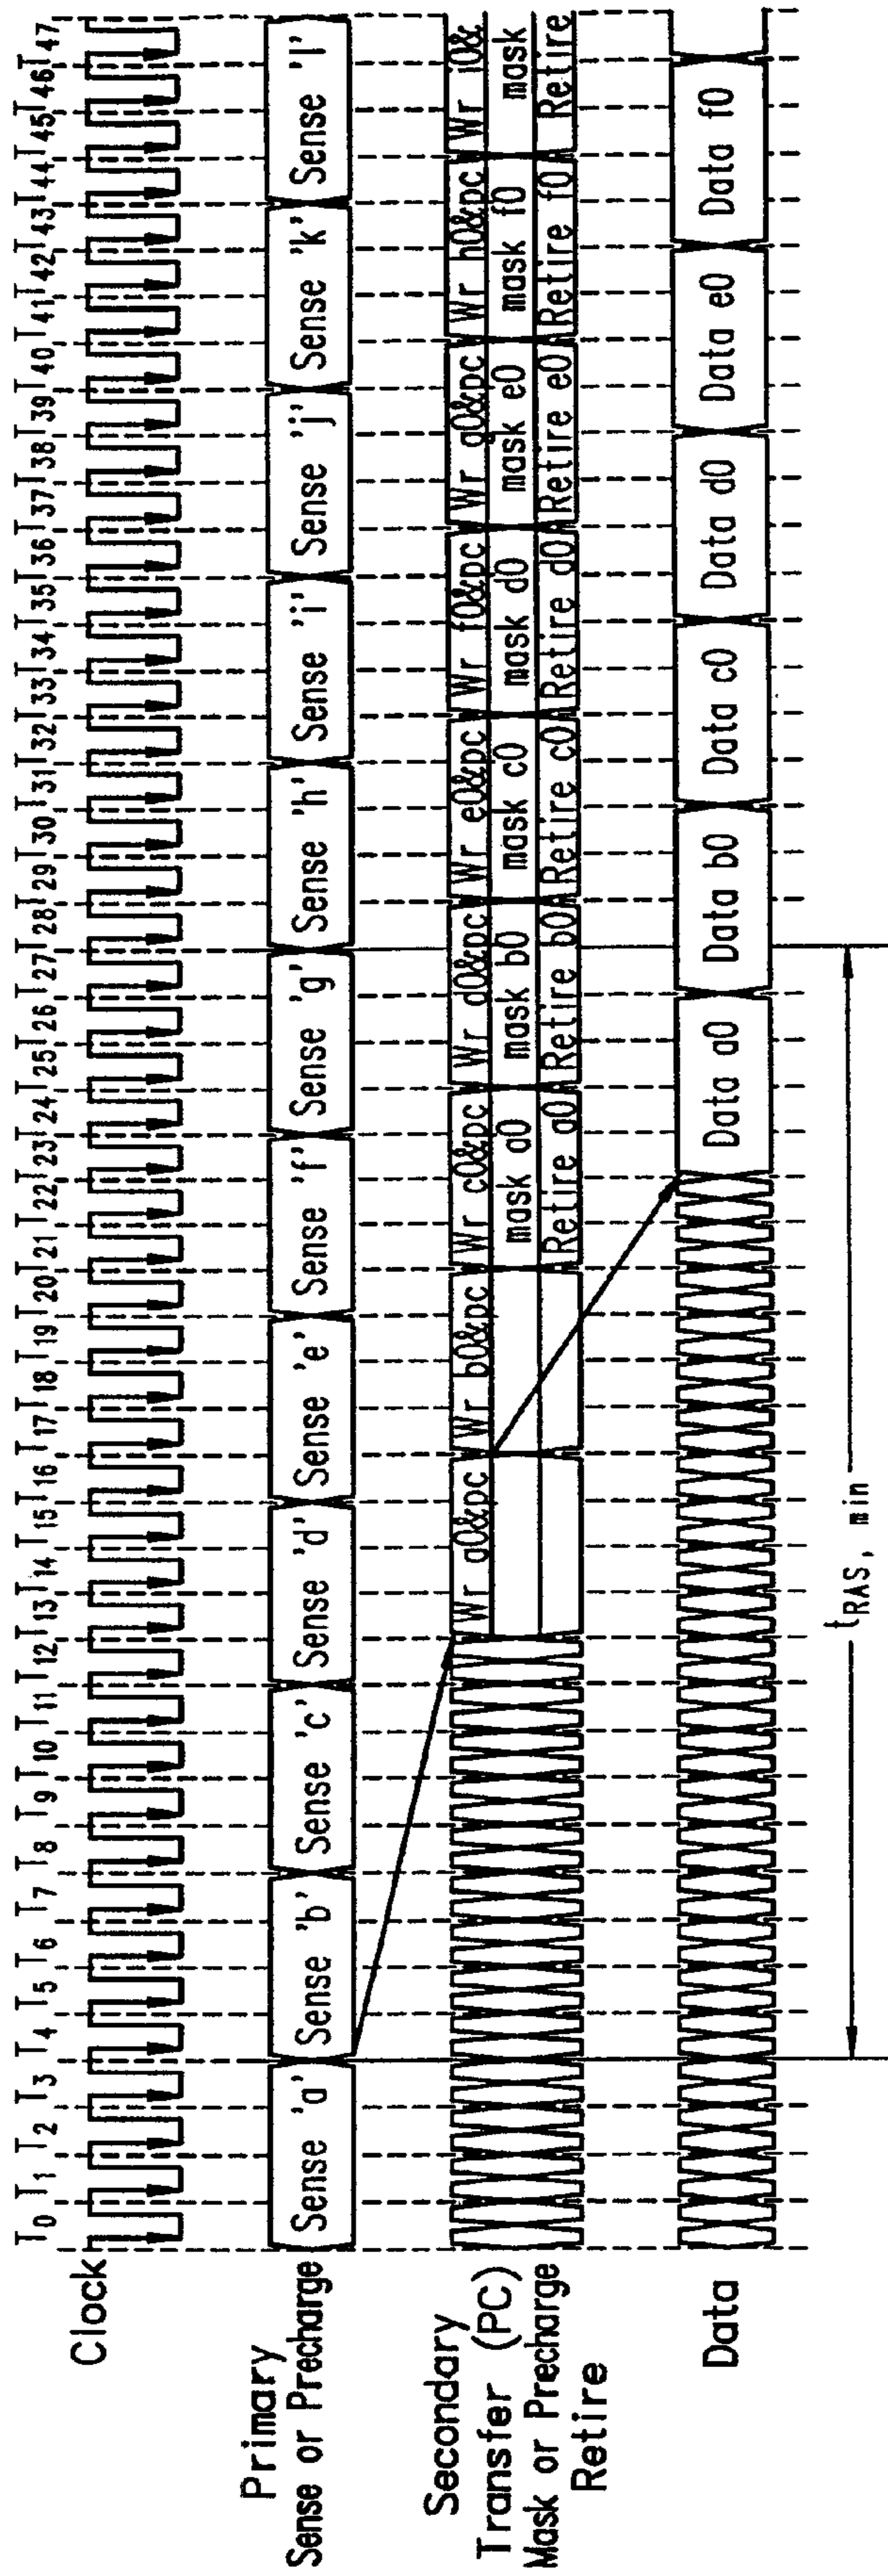 T0 T1 T2 T3 T4 T5 T6 T7 T8 T9 T10 T11 T12 T13 T14 T15 T16 T17 T18 T19 T20 T21 T22 T23 T24 T25 T26 T27 T28 T29 T30 T31 T32 T33 T34 T35 T36 T37 T38 T39 T40 T41 T42 T43 T44 T45 T46 T47
Clock
Primary
Sense or Precharge
Sense 'a' Sense 'b' Sense 'c' Sense 'd' Sense 'e' Sense 'f' Sense 'g' Sense 'h' Sense 'i' Sense 'j' Sense 'k' Sense 'l'
Secondary
Transfer (PC)
Wr a0&pc Wr b0&pc Wr c0&pc Wr d0&pc Wr e0&pc Wr f0&pc Wr g0&pc Wr h0&pc Wr i0&
Mask or Precharge
mask a0 mask b0 mask c0 mask d0 mask e0 mask f0 mask
Retire
Retire a0 Retire b0 Retire c0 Retire d0 Retire e0 Retire f0 Retire
Data
Data a0 Data b0 Data c0 Data d0 Data e0 Data f0
tRAS, min